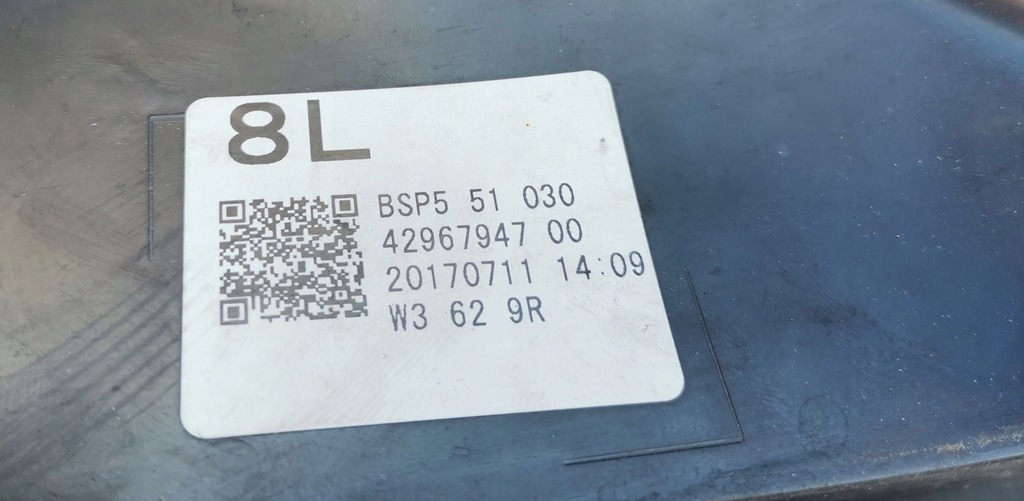 8L
BSP5 51 030
42967947 00
20170711 14:09
W3 62 9R